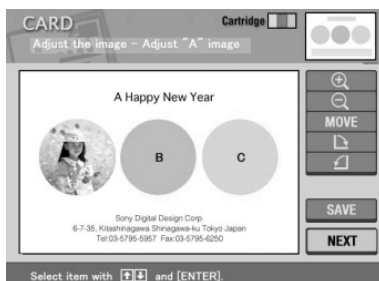 CARD
Cartridge
Adjust the image - Adjust "A" image
A Happy New Year
B
C
Sony Digital Design Corp.
6-7-35, Kitashinagawa Shinagawa-ku Tokyo Japan
Tel:03-5795-5957 Fax:03-5795-6250
MOVE
SAVE
NEXT
Select item with and [ENTER].